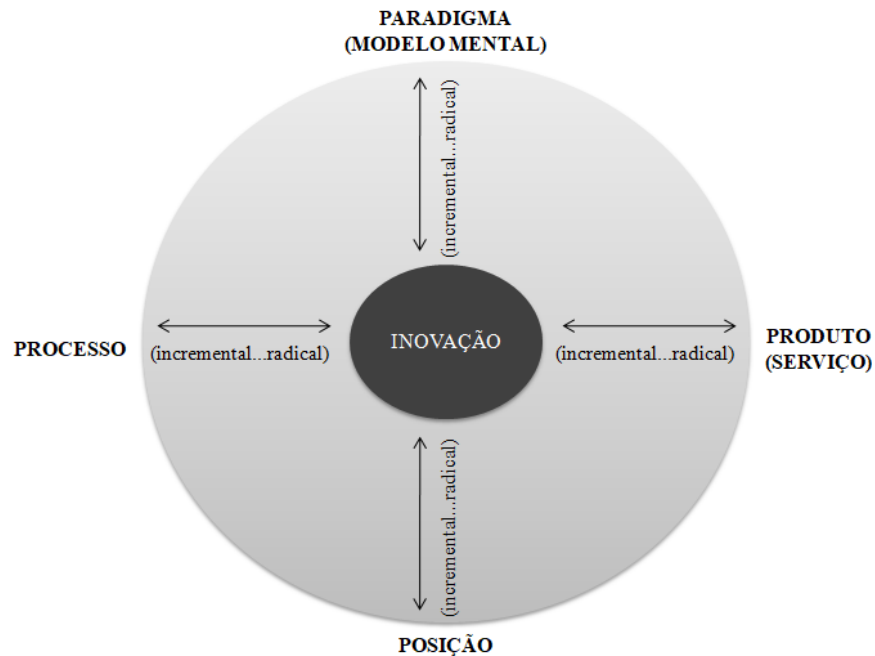 PARADIGMA
(MODELO MENTAL)
(incremental...radical)
INOVAÇÃO
PROCESSO
(incremental...radical)
(incremental...radical)
PRODUTO
(SERVIÇO)
(incremental...radical)
POSIÇÃO